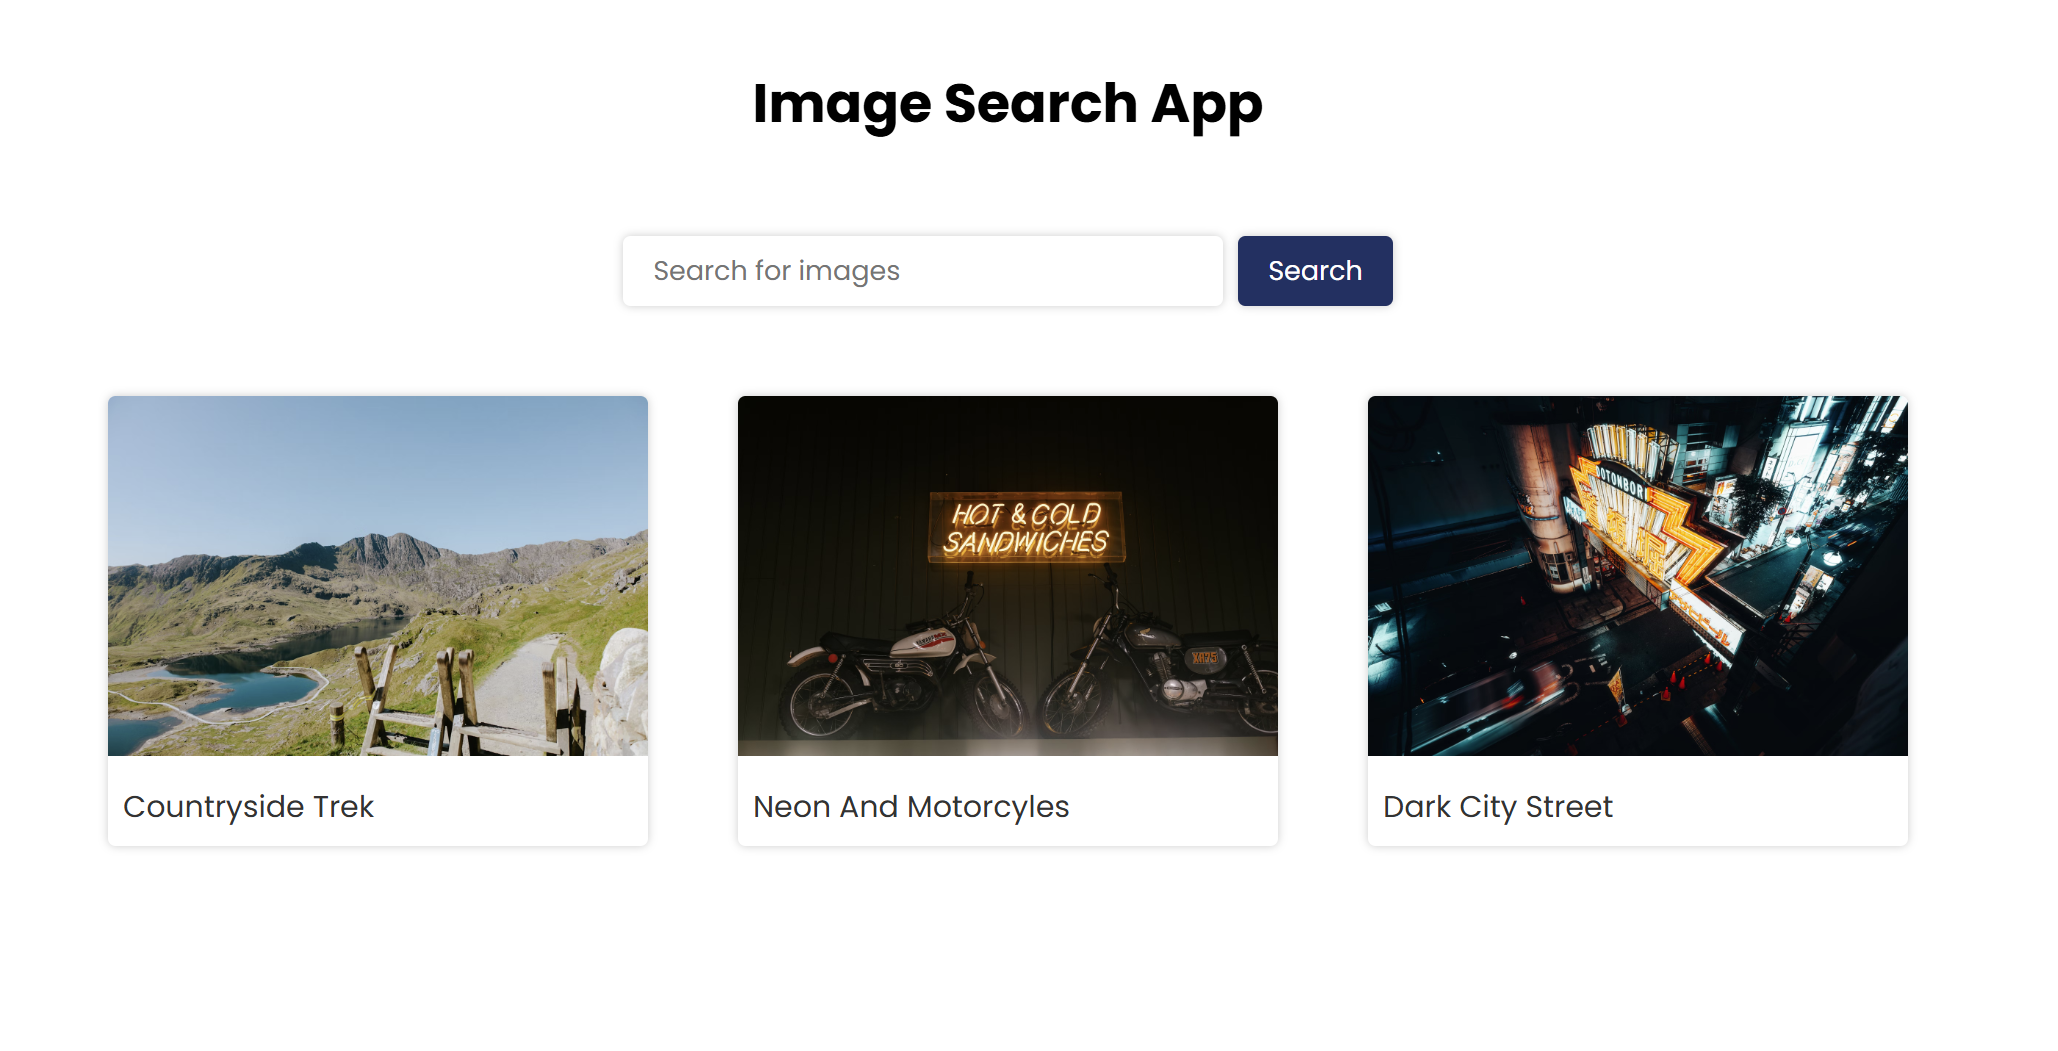 Image Search App
Search for images
Search
HOT & COLD
SANDWICHES
Countryside Trek
Neon And Motorcyles
Dark City Street